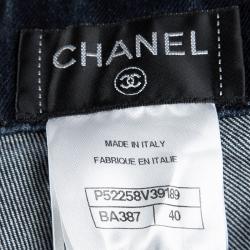 CHANEL
MADE IN ITALY
FABRIQUE EN ITALIE
P52258V39189
BA387 40